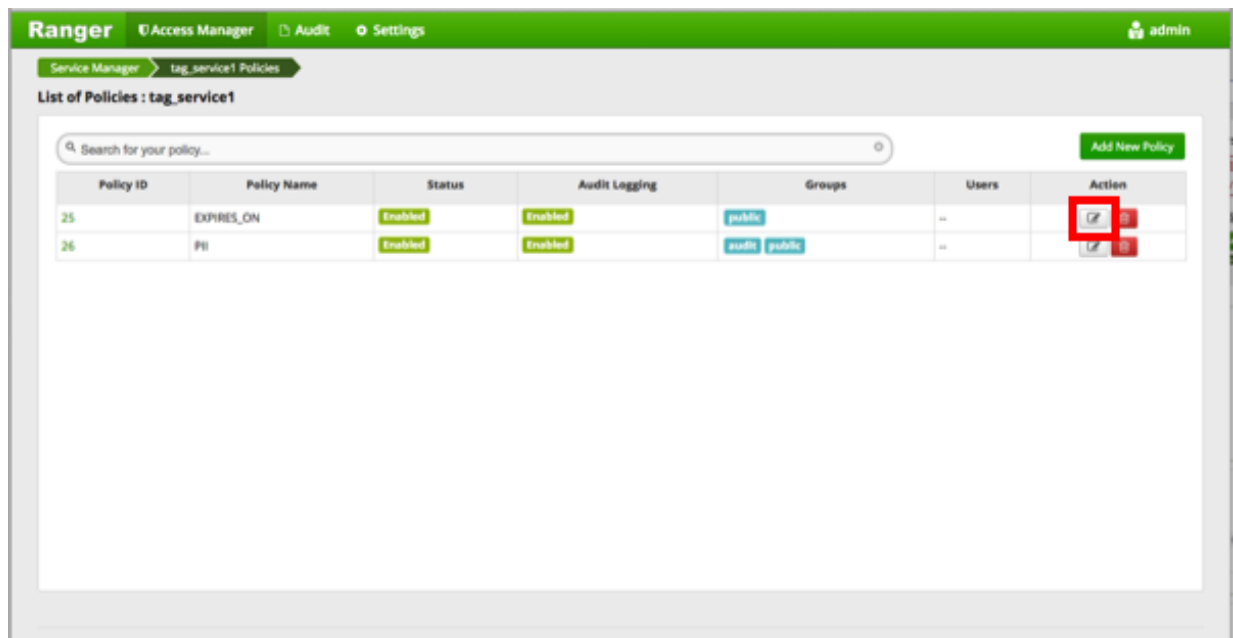 Ranger Access Manager Audit Settings admin
Service Manager tag_service1 Policies
List of Policies : tag_service1
Search for your policy... Add New Policy
Policy ID Policy Name Status Audit Logging Groups Users Action
25 EXPIRES_ON Enabled Enabled public --
26 PII Enabled Enabled audit public --